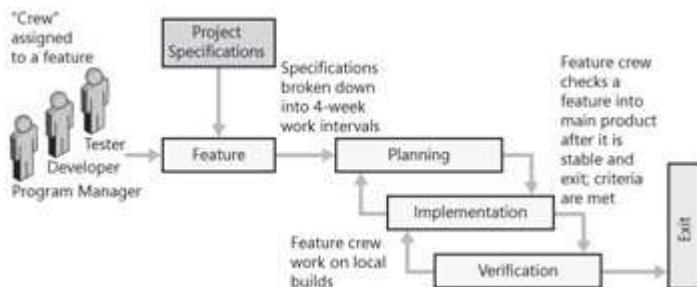 "Crew"
assigned
to a feature
Tester
Developer
Program Manager
Project
Specifications
Feature
Specifications
broken down
into 4-week
work intervals
Planning
Implementation
Verification
Feature crew
work on local
builds
Feature crew
checks a
feature into
main product
after it is
stable and
exit; criteria
are met
Exit